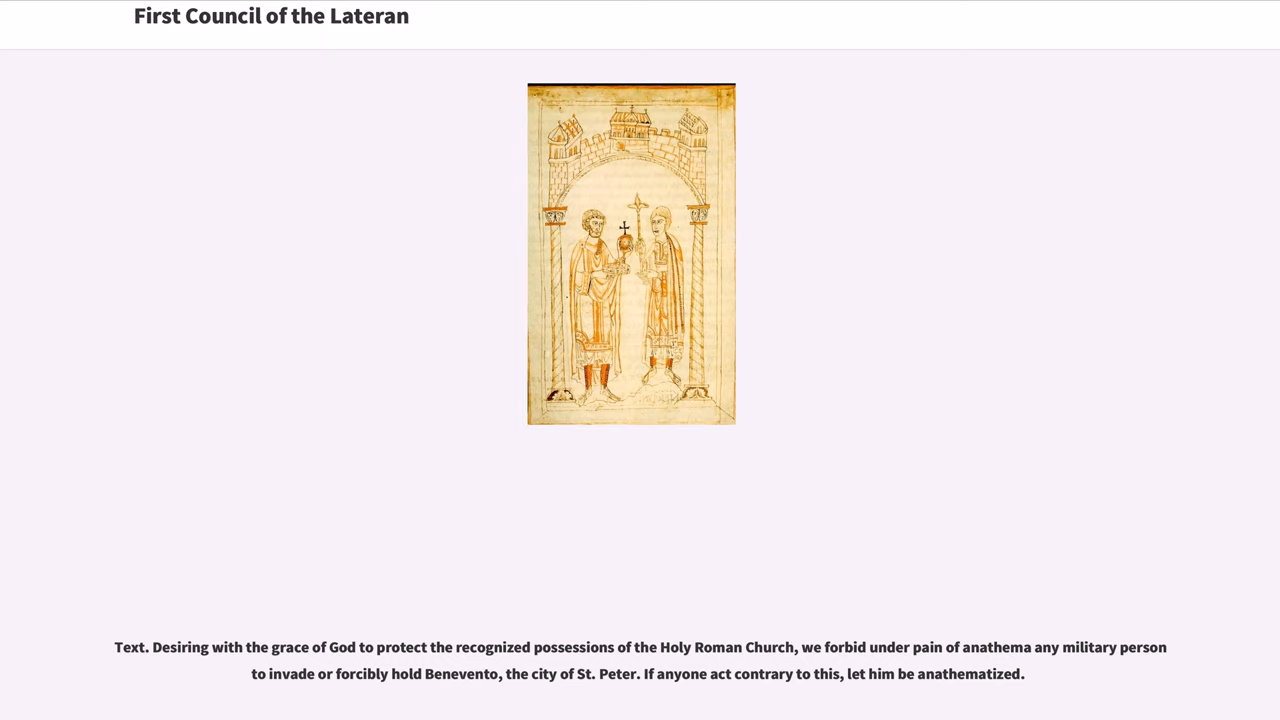 First Council of the Lateran
Text. Desiring with the grace of God to protect the recognized possessions of the Holy Roman Church, we forbid under pain of anathema any military person
to invade or forcibly hold Benevento, the city of St. Peter. If anyone act contrary to this, let him be anathematized.